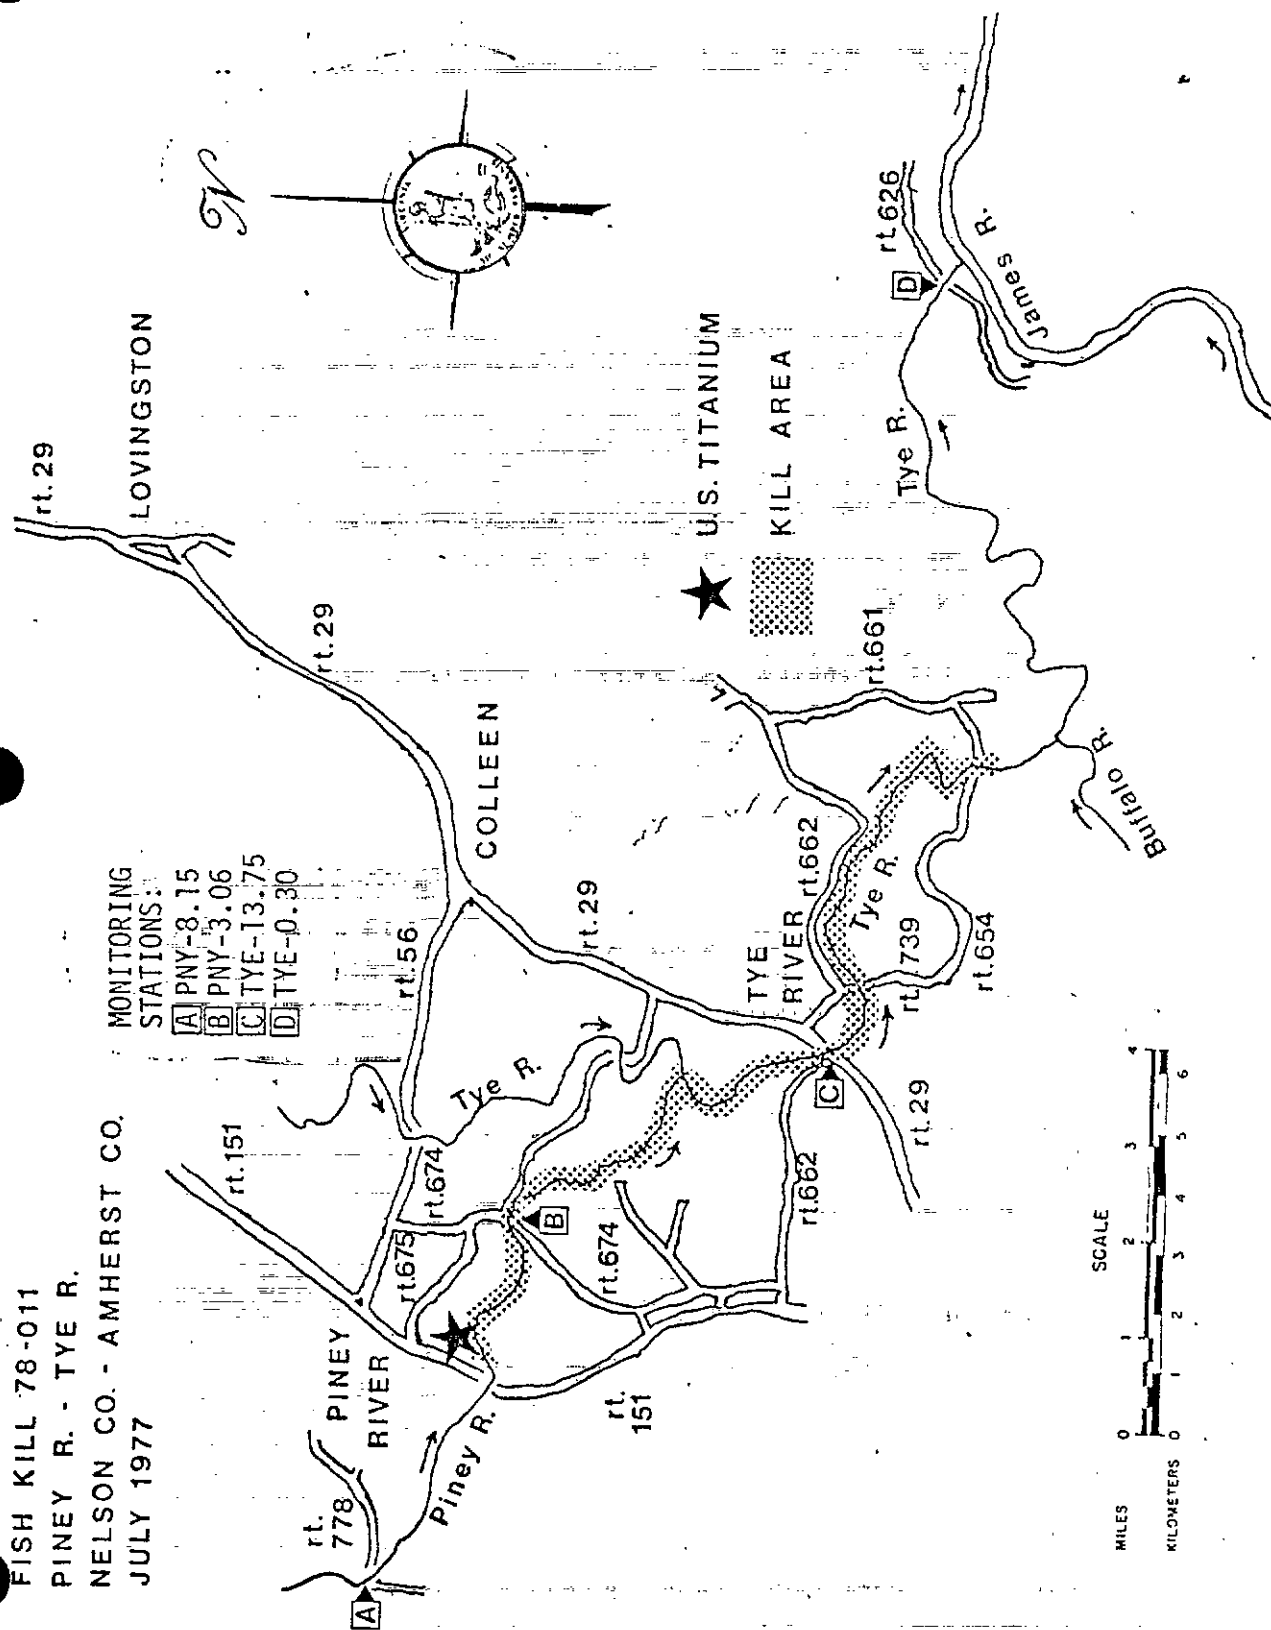 FISH KILL 78-011
PINEY R. - TYE R.
NELSON CO. - AMHERST CO.
JULY 1977
MONITORING
STATIONS:
A PNY-8.15
B PNY-3.06
C TYE-13.75
D TYE-0.30
rt.29
LOVINGSTON
N
rt.151
rt.56
rt.29
COLLEEN
rt.
778
PINEY
RIVER
rt.675
rt.674
Tye R.
rt.29
A
Piney R.
B
rt.
151
rt.674
TYE
RIVER
rt.662
U.S. TITANIUM
KILL AREA
rt.662
C
Tye R.
rt.661
rt.29
rt. 739
rt.654
Buffalo R.
Tye R.
D
rt.626
James R.
SCALE
MILES
0 1 2 3 4
KILOMETERS
0 1 2 3 4 5 6